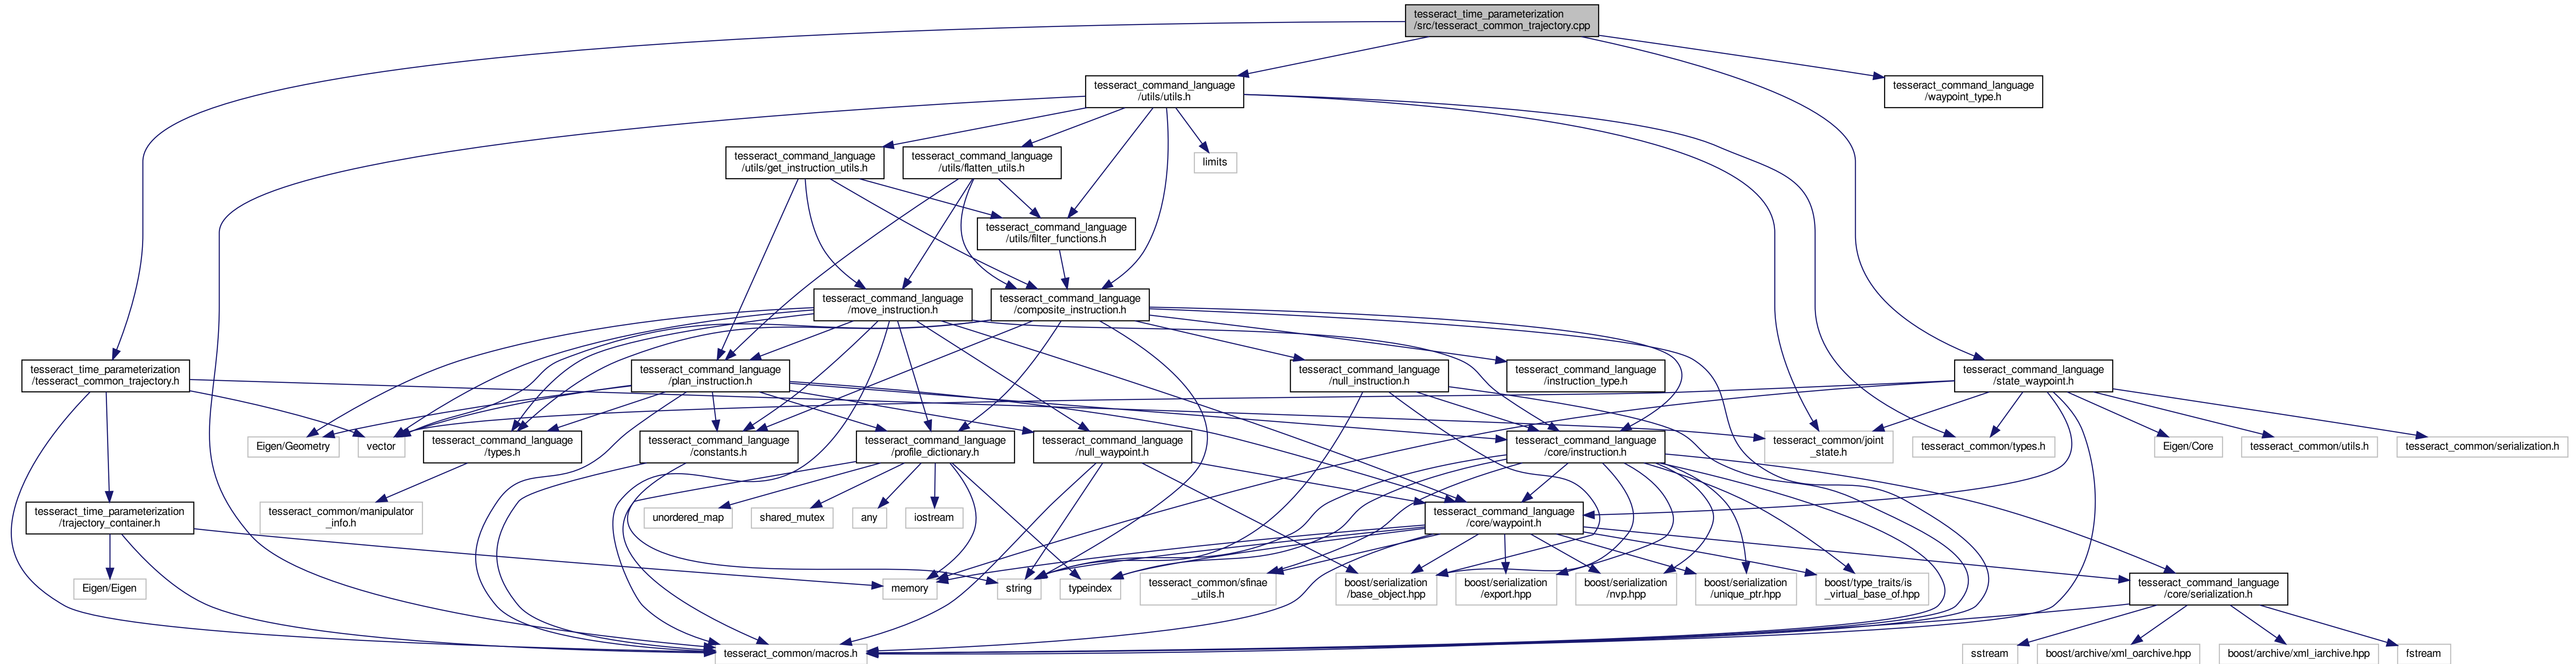 tesseract_time_parameterization
/src/tesseract_common_trajectory.cpp
tesseract_command_language
/utils/utils.h
tesseract_command_language
/waypoint_type.h
tesseract_command_language
/utils/get_instruction_utils.h
tesseract_command_language
/utils/flatten_utils.h
limits
tesseract_command_language
/utils/filter_functions.h
tesseract_command_language
/move_instruction.h
tesseract_command_language
/composite_instruction.h
tesseract_time_parameterization
/tesseract_common_trajectory.h
tesseract_command_language
/plan_instruction.h
tesseract_command_language
/null_instruction.h
tesseract_command_language
/instruction_type.h
tesseract_command_language
/state_waypoint.h
Eigen/Geometry
vector
tesseract_command_language
/types.h
tesseract_command_language
/constants.h
tesseract_command_language
/profile_dictionary.h
tesseract_command_language
/null_waypoint.h
tesseract_command_language
/core/instruction.h
tesseract_common/joint
_state.h
tesseract_common/types.h
Eigen/Core
tesseract_common/utils.h
tesseract_common/serialization.h
tesseract_time_parameterization
/trajectory_container.h
tesseract_common/manipulator
_info.h
unordered_map
shared_mutex
any
iostream
tesseract_command_language
/core/waypoint.h
Eigen/Eigen
memory
string
typeindex
tesseract_common/sfinae
_utils.h
boost/serialization
/base_object.hpp
boost/serialization
/export.hpp
boost/serialization
/nvp.hpp
boost/serialization
/unique_ptr.hpp
boost/type_traits/is
_virtual_base_of.hpp
tesseract_command_language
/core/serialization.h
tesseract_common/macros.h
sstream
boost/archive/xml_oarchive.hpp
boost/archive/xml_iarchive.hpp
fstream